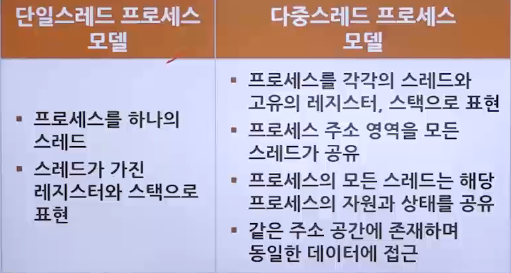 단일스레드 프로세스
모델
다중스레드 프로세스
모델
▪ 프로세스를 하나의
스레드
▪ 스레드가 가진
레지스터와 스택으로
표현
▪ 프로세스를 각각의 스레드와
고유의 레지스터, 스택으로 표현
▪ 프로세스 주소 영역을 모든
스레드가 공유
▪ 프로세스의 모든 스레드는 해당
프로세스의 자원과 상태를 공유
▪ 같은 주소 공간에 존재하며
동일한 데이터에 접근